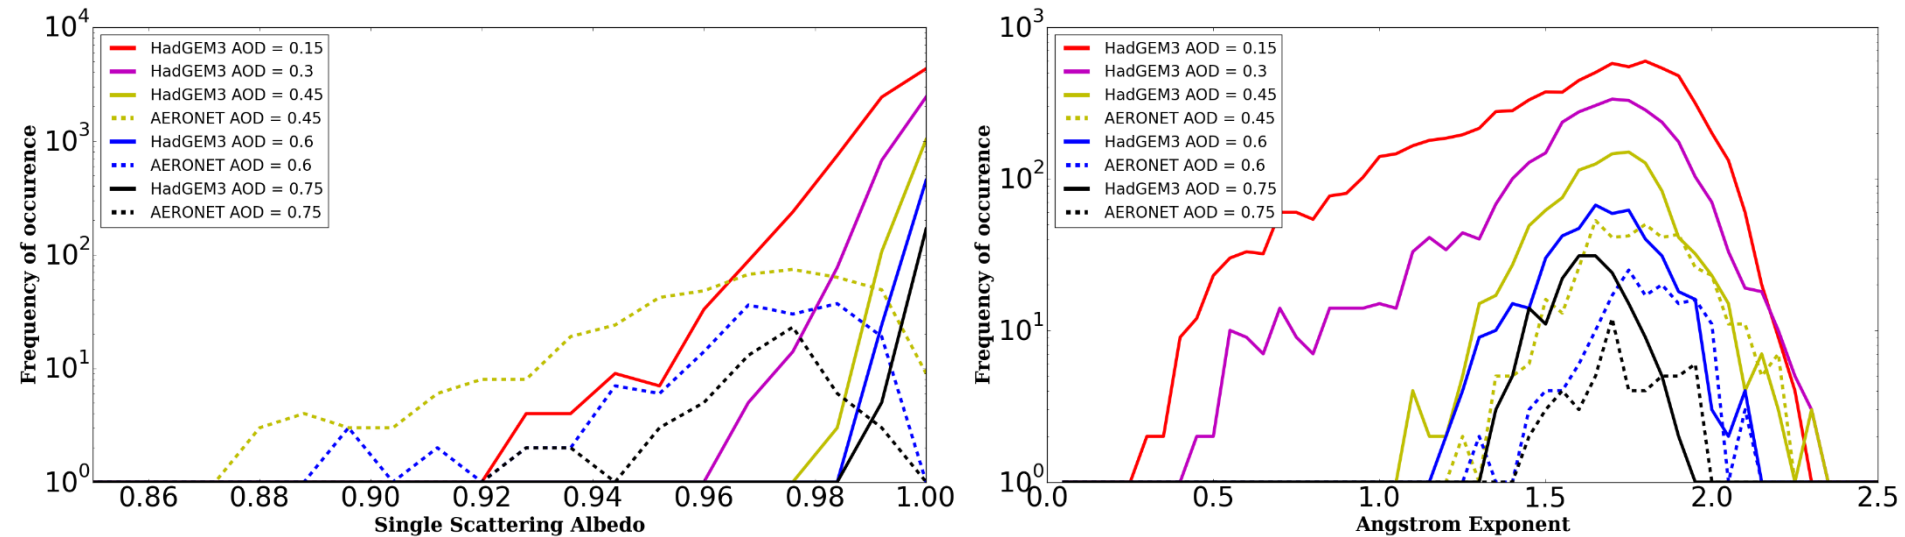 10^4
10^3
10^2
10^1
10^0
Frequency of occurence
HadGEM3 AOD = 0.15
HadGEM3 AOD = 0.3
HadGEM3 AOD = 0.45
AERONET AOD = 0.45
HadGEM3 AOD = 0.6
AERONET AOD = 0.6
HadGEM3 AOD = 0.75
AERONET AOD = 0.75
0.86 0.88 0.90 0.92 0.94 0.96 0.98 1.00
Single Scattering Albedo
10^3
10^2
10^1
10^0
Frequency of occurence
HadGEM3 AOD = 0.15
HadGEM3 AOD = 0.3
HadGEM3 AOD = 0.45
AERONET AOD = 0.45
HadGEM3 AOD = 0.6
AERONET AOD = 0.6
HadGEM3 AOD = 0.75
AERONET AOD = 0.75
0.0 0.5 1.0 1.5 2.0 2.5
Angstrom Exponent